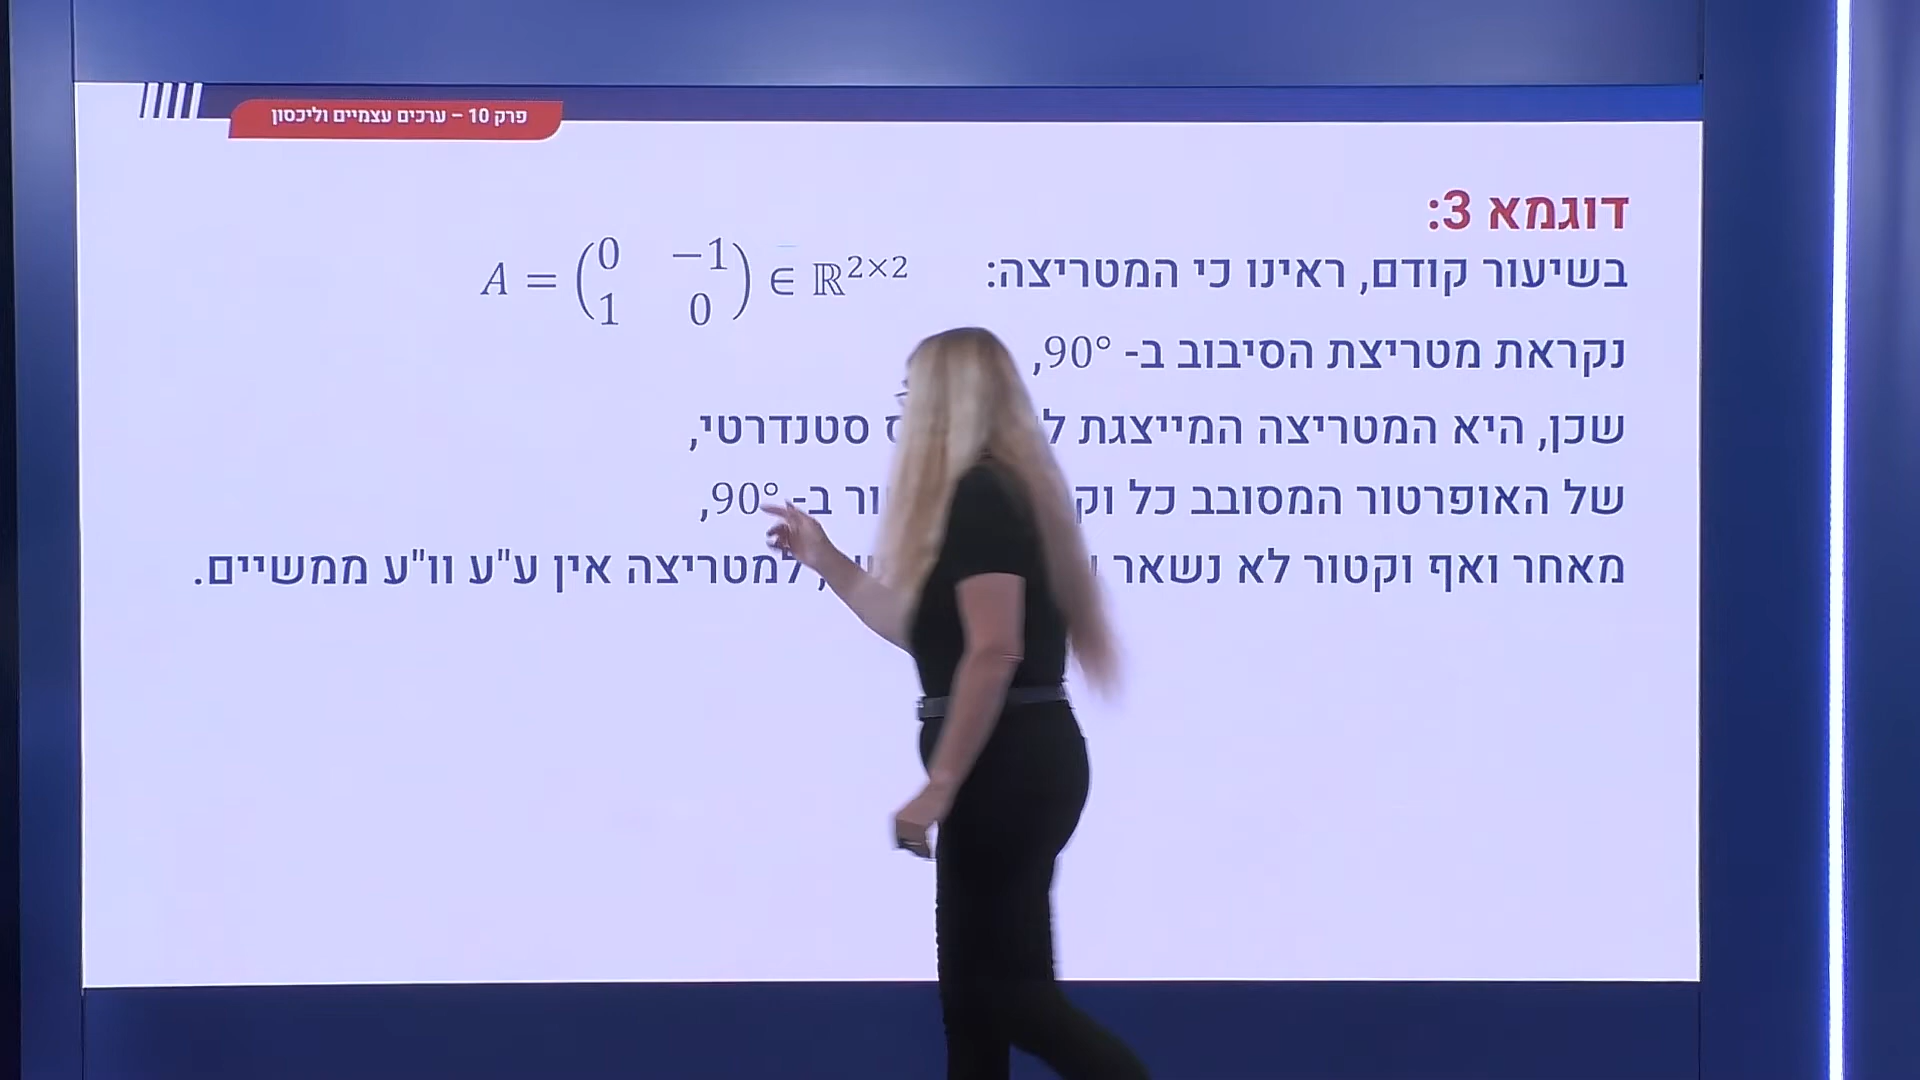 פרק 10 – ערכים עצמיים וליכסון
דוגמא 3:
בשיעור קודם, ראינו כי המטריצה: A = (0 −1 1 0) ∈ ℝ^{2×2}
נקראת מטריצת הסיבוב ב- 90°,
שכן, היא המטריצה המייצגת סטנדרטי,
של האופרטור המסובב כל ב- 90°,
מאחר ואף וקטור לא נשאר למטריצה אין ע"ע וו"ע ממשיים.